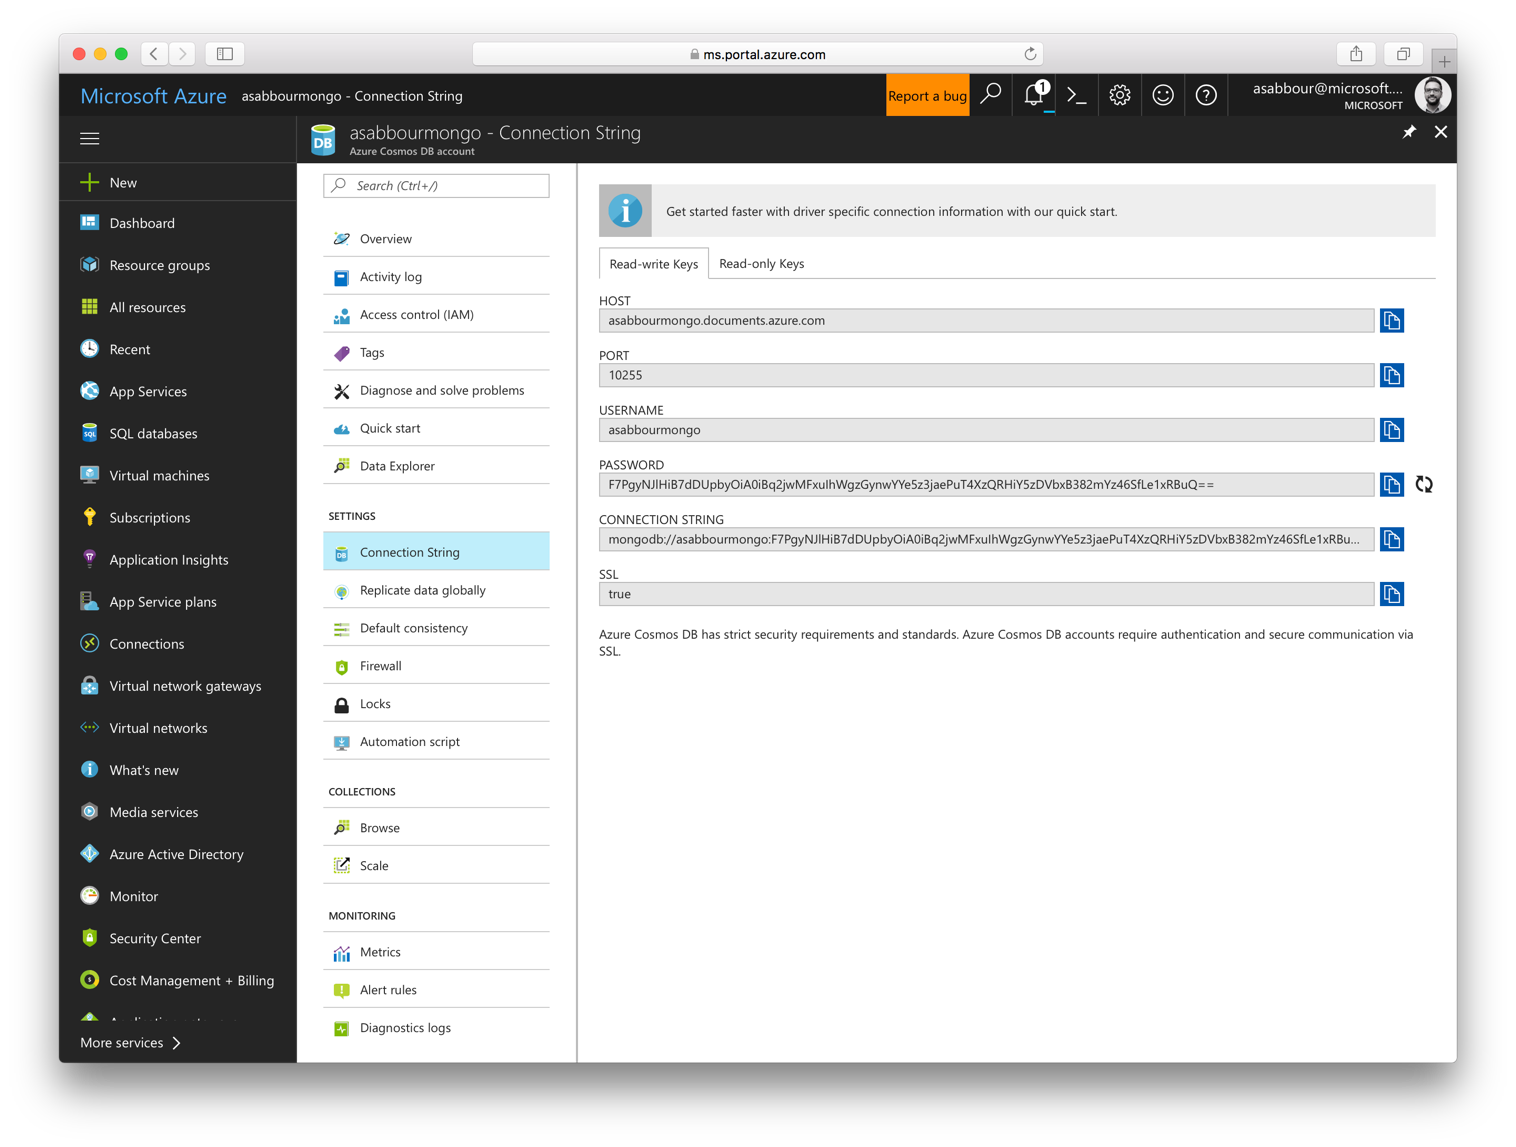 ms.portal.azure.com
Microsoft Azure asabbourmongo - Connection String
Report a bug
1
asabbour@microsoft....
MICROSOFT
asabbourmongo - Connection String
Azure Cosmos DB account
New
Dashboard
Resource groups
All resources
Recent
App Services
SQL databases
Virtual machines
Subscriptions
Application Insights
App Service plans
Connections
Virtual network gateways
Virtual networks
What's new
Media services
Azure Active Directory
Monitor
Security Center
Cost Management + Billing
More services
Search (Ctrl+/)
Overview
Activity log
Access control (IAM)
Tags
Diagnose and solve problems
Quick start
Data Explorer
SETTINGS
Connection String
Replicate data globally
Default consistency
Firewall
Locks
Automation script
COLLECTIONS
Browse
Scale
MONITORING
Metrics
Alert rules
Diagnostics logs
Get started faster with driver specific connection information with our quick start.
Read-write Keys
Read-only Keys
HOST
asabbourmongo.documents.azure.com
PORT
10255
USERNAME
asabbourmongo
PASSWORD
F7PgyNJlHiB7dDUpbyOiA0iBq2jwMFxuIhWgzGynwYYe5z3jaePuT4XzQRHiY5zDVbxB382mYz46SfLe1xRBuQ==
CONNECTION STRING
mongodb://asabbourmongo:F7PgyNJlHiB7dDUpbyOiA0iBq2jwMFxuIhWgzGynwYYe5z3jaePuT4XzQRHiY5zDVbxB382mYz46SfLe1xRBu...
SSL
true
Azure Cosmos DB has strict security requirements and standards. Azure Cosmos DB accounts require authentication and secure communication via
SSL.